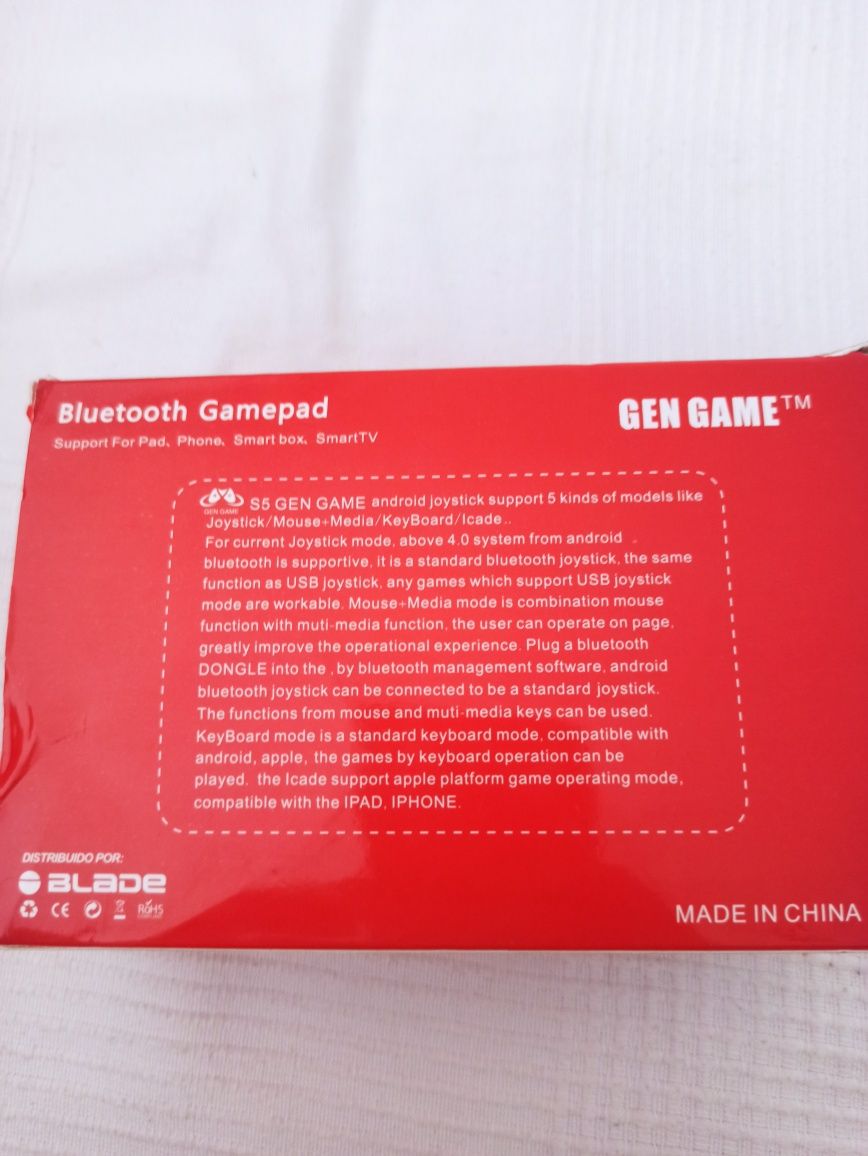 Bluetooth Gamepad
GEN GAME™
Support For Pad、Phone、Smart box、SmartTV
GEN GAME
S5 GEN GAME android joystick support 5 kinds of models like
Joystick/Mouse+Media/KeyBoard/Icade..
For current Joystick mode, above 4.0 system from android
bluetooth is supportive, it is a standard bluetooth joystick, the same
function as USB joystick, any games which support USB joystick
mode are workable. Mouse+Media mode is combination mouse
function with muti-media function, the user can operate on page,
greatly improve the operational experience. Plug a bluetooth
DONGLE into the , by bluetooth management software, android
bluetooth joystick can be connected to be a standard joystick.
The functions from mouse and muti-media keys can be used.
KeyBoard mode is a standard keyboard mode, compatible with
android, apple, the games by keyboard operation can be
played. the Icade support apple platform game operating mode,
compatible with the IPAD, IPHONE.
DISTRIBUIDO POR:
BLADE
CE
RoHS
MADE IN CHINA